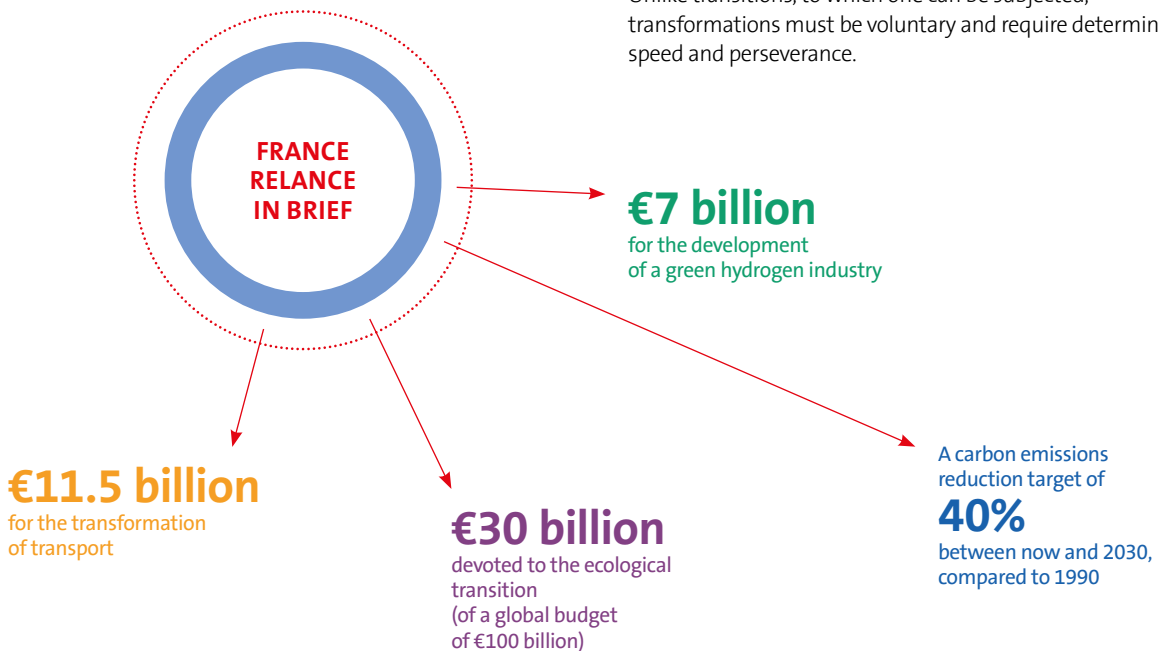 transformations must be voluntary and require determin
speed and perseverance.
FRANCE
RELANCE
IN BRIEF
€7 billion
for the development
of a green hydrogen industry
€11.5 billion
for the transformation
of transport
€30 billion
devoted to the ecological
transition
(of a global budget
of €100 billion)
A carbon emissions
reduction target of
40%
between now and 2030,
compared to 1990